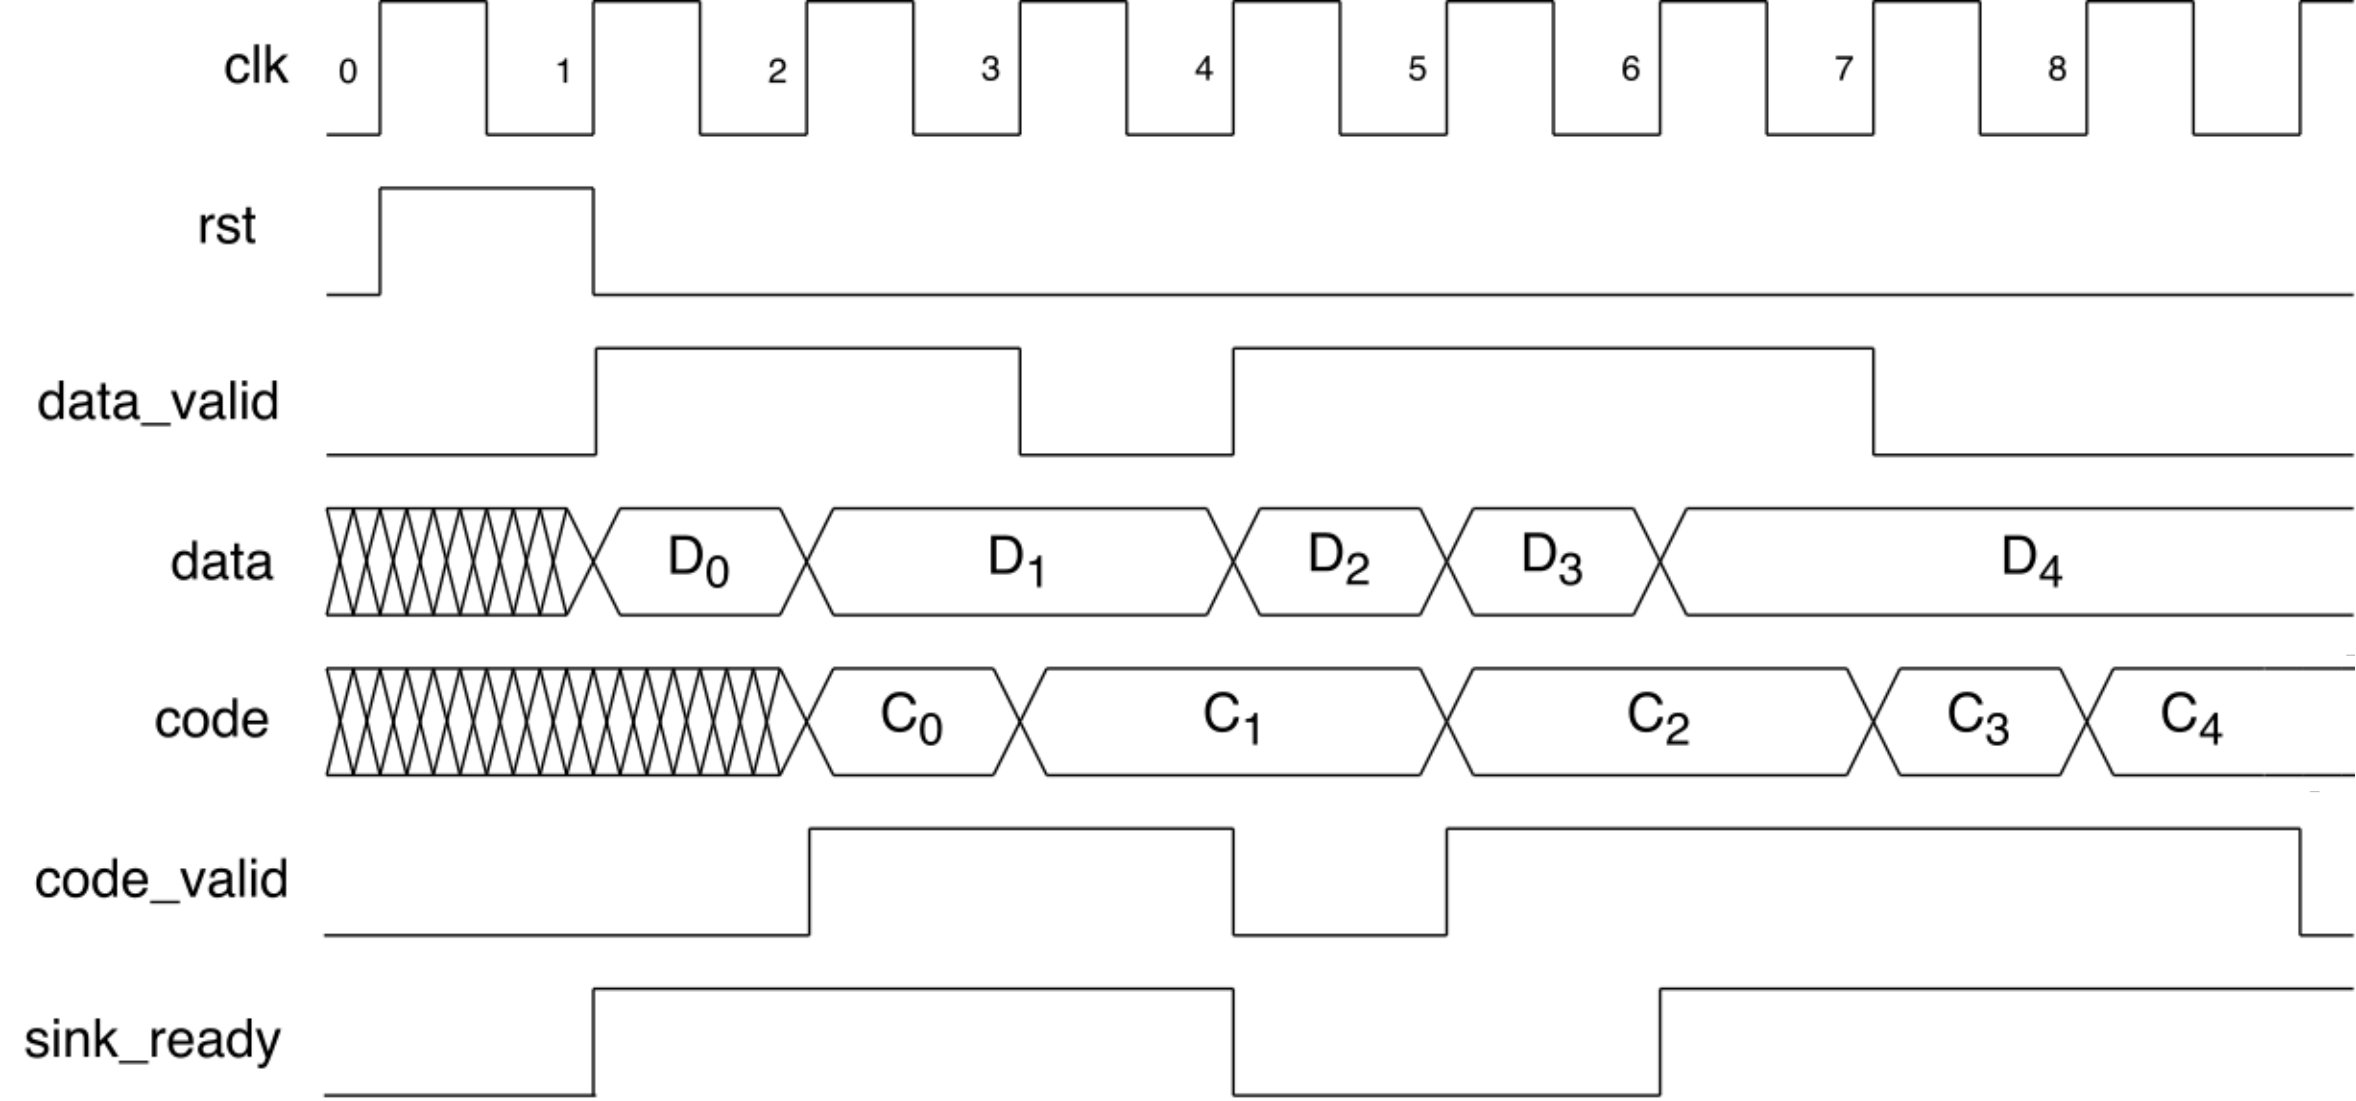 clk 0 1 2 3 4 5 6 7 8
rst
data_valid
data D0 D1 D2 D3 D4
code C0 C1 C2 C3 C4
code_valid
sink_ready